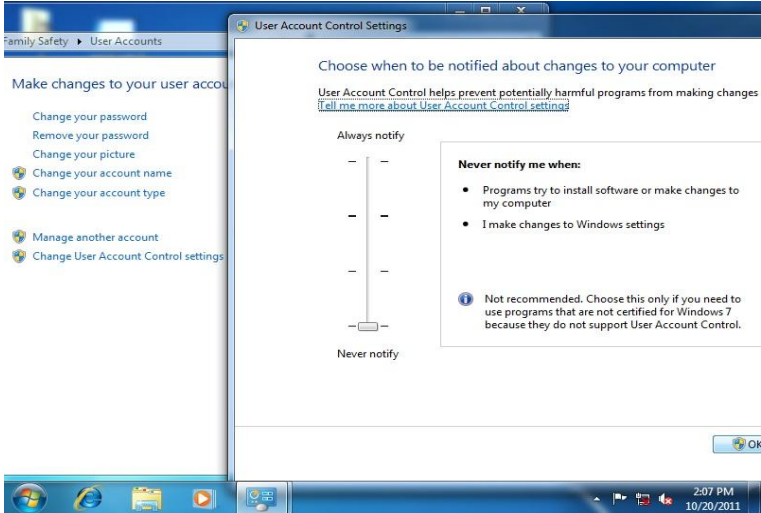 Family Safety ▸ User Accounts
Make changes to your user accou
Change your password
Remove your password
Change your picture
Change your account name
Change your account type
Manage another account
Change User Account Control settings
User Account Control Settings
Choose when to be notified about changes to your computer
User Account Control helps prevent potentially harmful programs from making changes
Tell me more about User Account Control settings
Always notify
Never notify
Never notify me when:
• Programs try to install software or make changes to
my computer
• I make changes to Windows settings
Not recommended. Choose this only if you need to
use programs that are not certified for Windows 7
because they do not support User Account Control.
OK
2:07 PM
10/20/2011